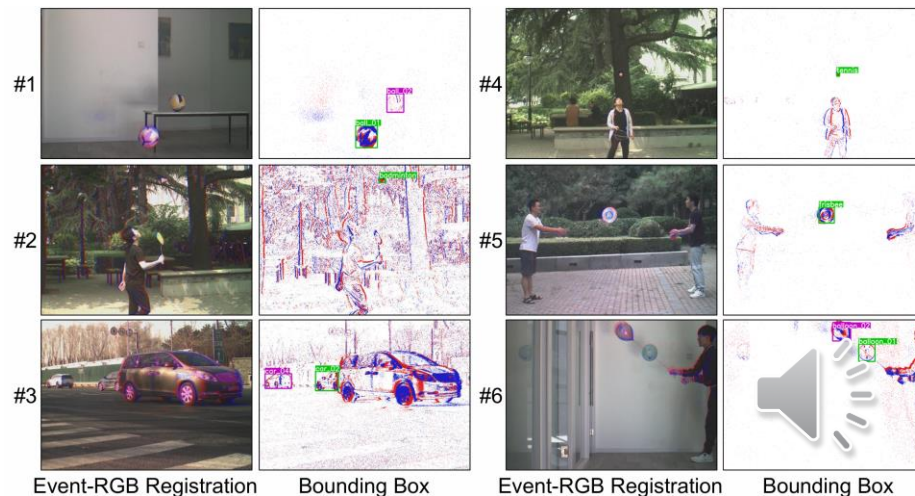 #1
ball_02
ball_01
#4
tennis
#2
badminton
#5
frisbee
#3
car_04
car_02
#6
balloon_02
balloon_01
Event-RGB Registration
Bounding Box
Event-RGB Registration
Bounding Box